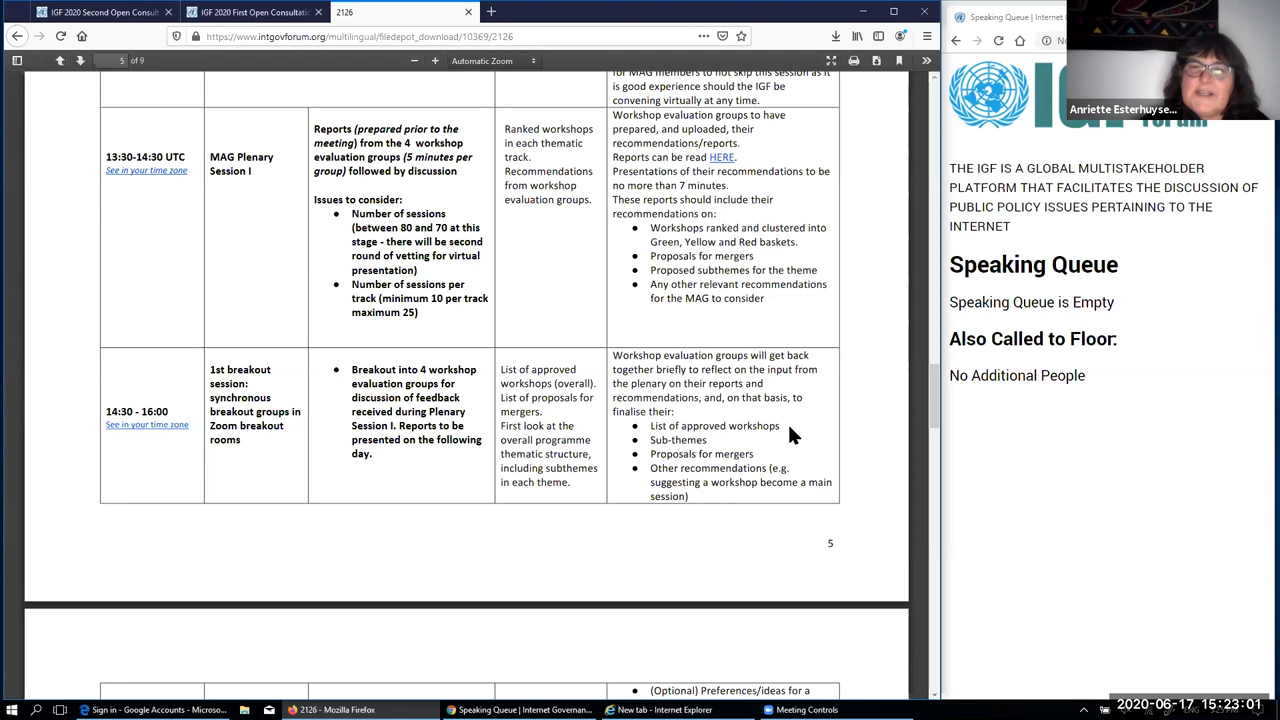 IGF 2020 Second Open Consult
IGF 2020 First Open Consultatio
2126
https://www.intgovforum.org/multilingual/filedepot_download/10369/2126
5 of 9
Automatic Zoom
for MAG members to not skip this session as it
is good experience should the IGF be
convening virtually at any time.
13:30-14:30 UTC
See in your time zone
MAG Plenary
Session I
Reports (prepared prior to the
meeting) from the 4 workshop
evaluation groups (5 minutes per
group) followed by discussion
Issues to consider:
● Number of sessions
(between 80 and 70 at this
stage - there will be second
round of vetting for virtual
presentation)
● Number of sessions per
track (minimum 10 per track
maximum 25)
Ranked workshops
in each thematic
track.
Recommendations
from workshop
evaluation groups.
Workshop evaluation groups to have
prepared, and uploaded, their
recommendations/reports.
Reports can be read HERE.
Presentations of their recommendations to be
no more than 7 minutes.
These reports should include their
recommendations on:
● Workshops ranked and clustered into
Green, Yellow and Red baskets.
● Proposals for mergers
● Proposed subthemes for the theme
● Any other relevant recommendations
for the MAG to consider
14:30 - 16:00
See in your time zone
1st breakout
session:
synchronous
breakout groups in
Zoom breakout
rooms
● Breakout into 4 workshop
evaluation groups for
discussion of feedback
received during Plenary
Session I. Reports to be
presented on the following
day.
List of approved
workshops (overall).
List of proposals for
mergers.
First look at the
overall programme
thematic structure,
including subthemes
in each theme.
Workshop evaluation groups will get back
together briefly to reflect on the input from
the plenary on their reports and
recommendations, and, on that basis, to
finalise their:
● List of approved workshops
● Sub-themes
● Proposals for mergers
● Other recommendations (e.g.
suggesting a workshop become a main
session)
5
● (Optional) Preferences/ideas for a
Speaking Queue | Internet G
No
Anriette Esterhuyse...
THE IGF IS A GLOBAL MULTISTAKEHOLDER
PLATFORM THAT FACILITATES THE DISCUSSION OF
PUBLIC POLICY ISSUES PERTAINING TO THE
INTERNET
Speaking Queue
Speaking Queue is Empty
Also Called to Floor:
No Additional People
Sign in - Google Accounts - Microso...
2126 - Mozilla Firefox
Speaking Queue | Internet Governan...
New tab - Internet Explorer
Meeting Controls
2020-06-17 15:23:01